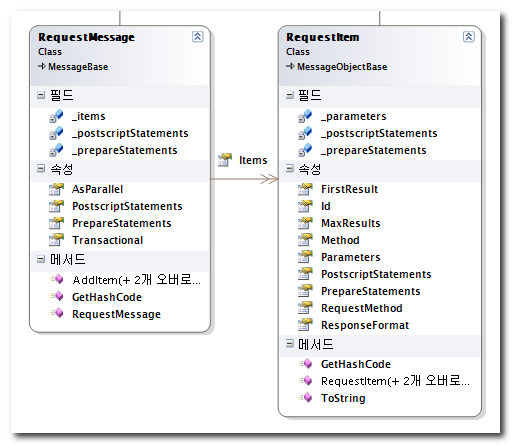 RequestMessage
Class
MessageBase
필드
_items
_postscriptStatements
_prepareStatements
속성
AsParallel
PostscriptStatements
PrepareStatements
Transactional
메서드
AddItem(+ 2개 오버로...
GetHashCode
RequestMessage
Items
RequestItem
Class
MessageObjectBase
필드
_parameters
_postscriptStatements
_prepareStatements
속성
FirstResult
Id
MaxResults
Method
Parameters
PostscriptStatements
PrepareStatements
RequestMethod
ResponseFormat
메서드
GetHashCode
RequestItem(+ 2개 오버로...
ToString